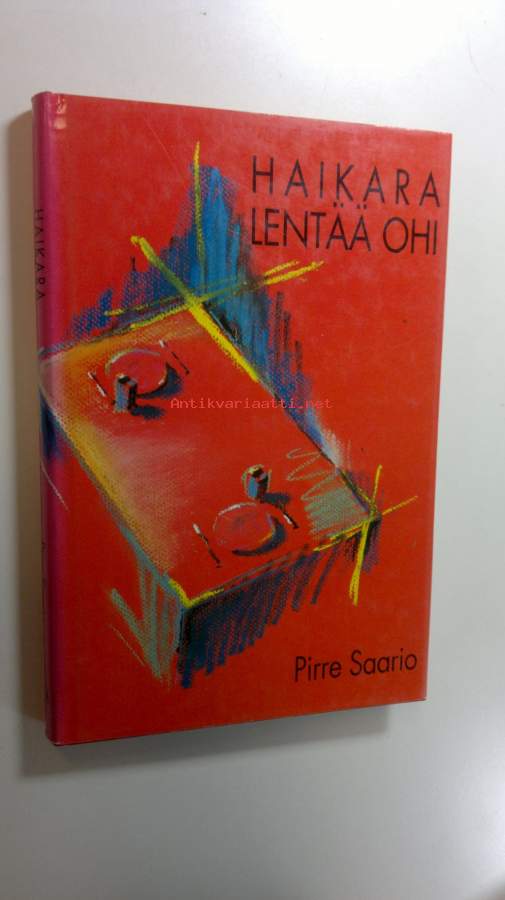 HAIKARA
LENTÄÄ OHI
Antikvariaatti.net
Pirre Saario
HAIKARA